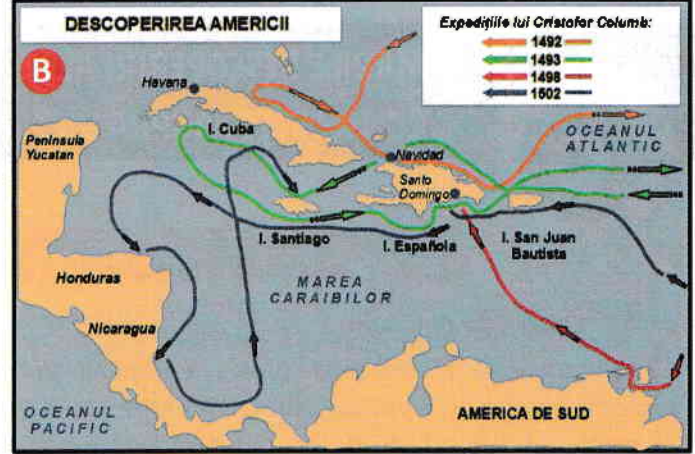 DESCOPERIREA AMERICII
Expedițiile lui Cristofor Columb:
1492
1493
1498
1502
B
Havana
Peninsula
Yucatan
I. Cuba
Navidad
OCEANUL
ATLANTIC
Santo
Domingo
I. Santiago
I. Española
I. San Juan
Bautista
Honduras
MAREA
CARAIBILOR
Nicaragua
OCEANUL
PACIFIC
AMERICA DE SUD